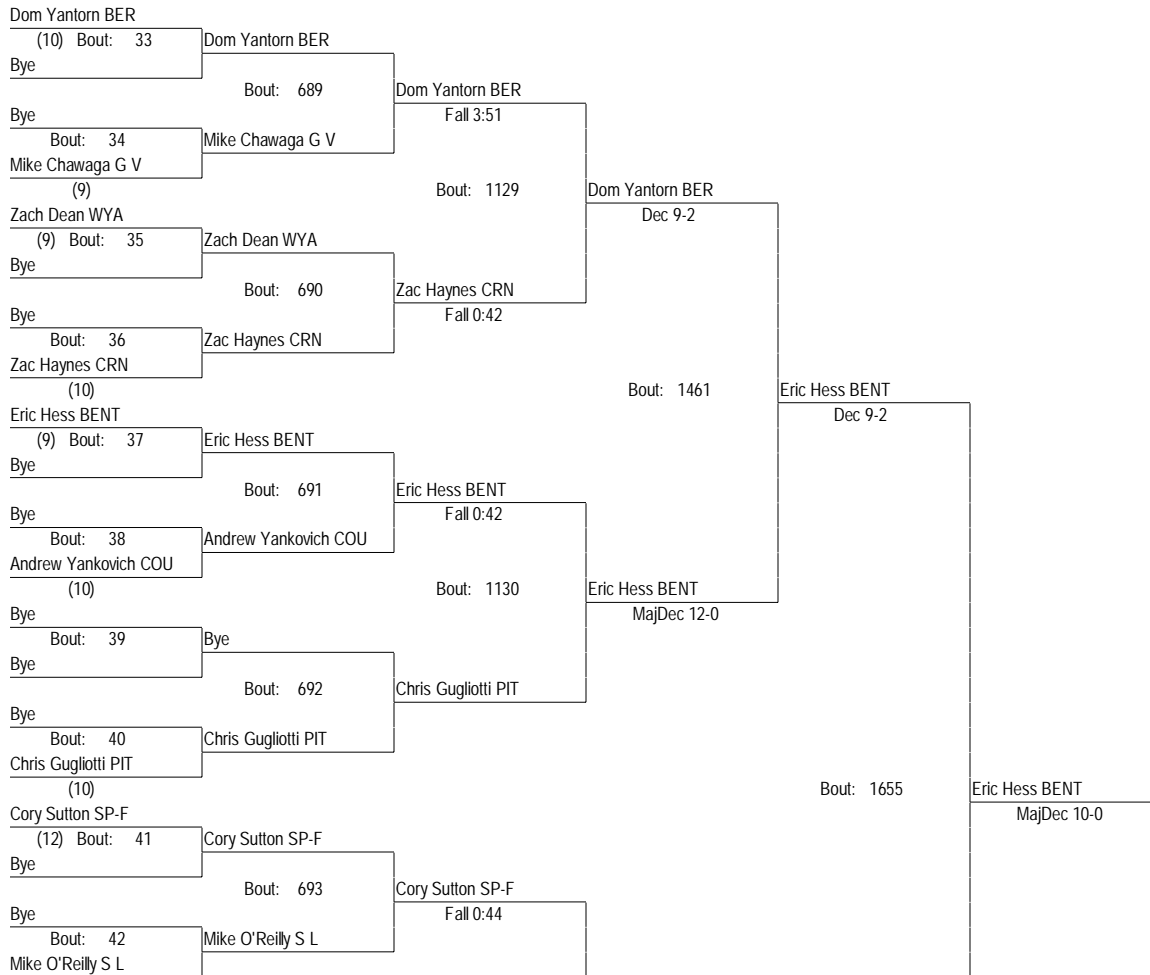 Dom Yantorn BER
(10) Bout: 33 Dom Yantorn BER
Bye
Bout: 689 Dom Yantorn BER
Bye Fall 3:51
Bout: 34 Mike Chawaga G V
Mike Chawaga G V
(9) Bout: 1129 Dom Yantorn BER
Zach Dean WYA Dec 9-2
(9) Bout: 35 Zach Dean WYA
Bye
Bout: 690 Zac Haynes CRN
Bye Fall 0:42
Bout: 36 Zac Haynes CRN
Zac Haynes CRN
(10) Bout: 1461 Eric Hess BENT
Eric Hess BENT Dec 9-2
(9) Bout: 37 Eric Hess BENT
Bye
Bout: 691 Eric Hess BENT
Bye Fall 0:42
Bout: 38 Andrew Yankovich COU
Andrew Yankovich COU
(10) Bout: 1130 Eric Hess BENT
Bye MajDec 12-0
Bout: 39 Bye
Bye
Bout: 692 Chris Gugliotti PIT
Bye
Bout: 40 Chris Gugliotti PIT
Chris Gugliotti PIT
(10) Bout: 1655 Eric Hess BENT
Cory Sutton SP-F MajDec 10-0
(12) Bout: 41 Cory Sutton SP-F
Bye
Bout: 693 Cory Sutton SP-F
Bye Fall 0:44
Bout: 42 Mike O'Reilly S L
Mike O'Reilly S L